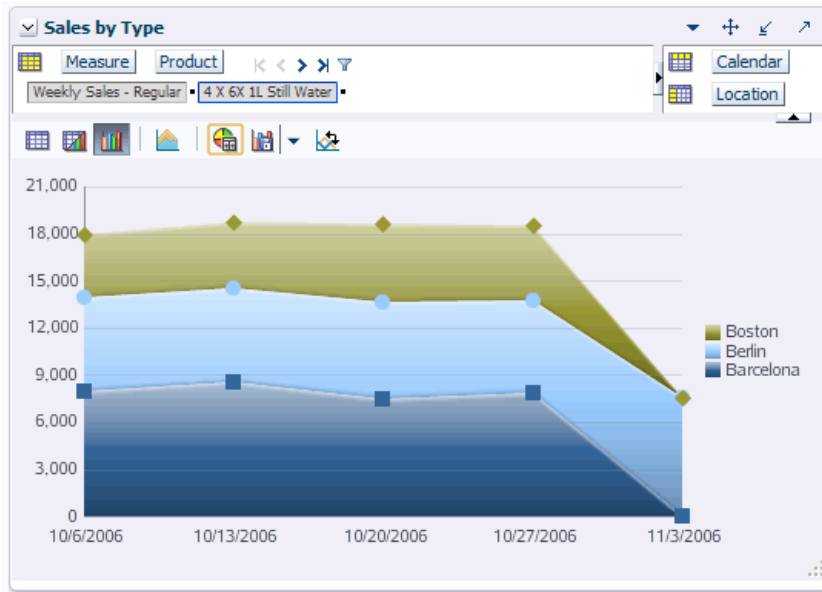 Sales by Type
Measure Product
Calendar
Weekly Sales - Regular 4 X 6X 1L Still Water
Location
21,000
18,000
15,000
12,000
9,000
6,000
3,000
0
Boston
Berlin
Barcelona
10/6/2006 10/13/2006 10/20/2006 10/27/2006 11/3/2006